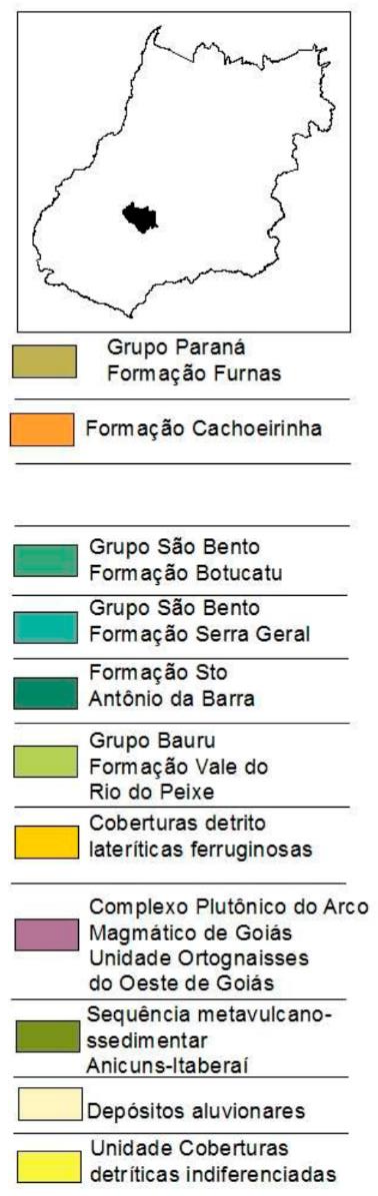 Grupo Paraná
Formação Furnas
Formação Cachoeirinha
Grupo São Bento
Formação Botucatu
Grupo São Bento
Formação Serra Geral
Formação Sto
Antônio da Barra
Grupo Bauru
Formação Vale do
Rio do Peixe
Coberturas detrito
lateríticas ferruginosas
Complexo Plutônico do Arco
Magmático de Goiás
Unidade Ortognaisses
do Oeste de Goiás
Sequência metavulcano-
ssedimentar
Anicuns-Itaberaí
Depósitos aluvionares
Unidade Coberturas
detríticas indiferenciadas